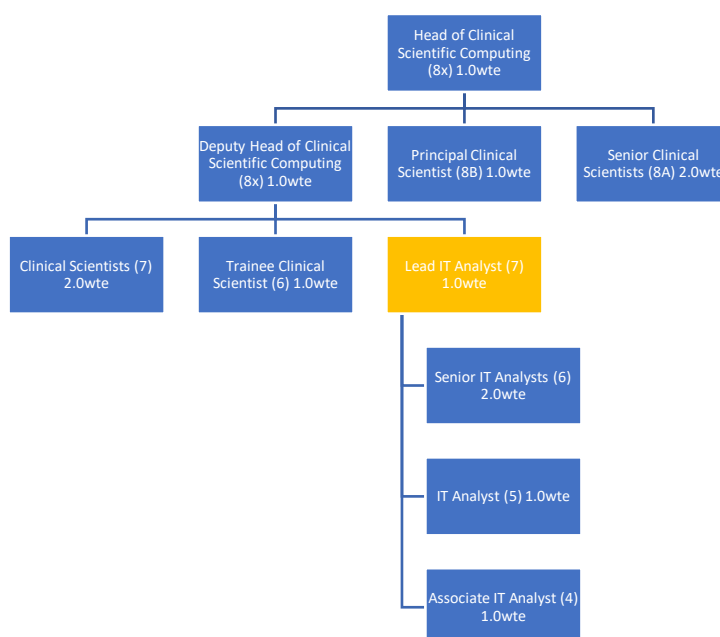 Head of Clinical
Scientific Computing
(8x) 1.0wte
Deputy Head of Clinical
Scientific Computing
(8x) 1.0wte
Principal Clinical
Scientist (8B) 1.0wte
Senior Clinical
Scientists (8A) 2.0wte
Clinical Scientists (7)
2.0wte
Trainee Clinical
Scientist (6) 1.0wte
Lead IT Analyst (7)
1.0wte
Senior IT Analysts (6)
2.0wte
IT Analyst (5) 1.0wte
Associate IT Analyst (4)
1.0wte